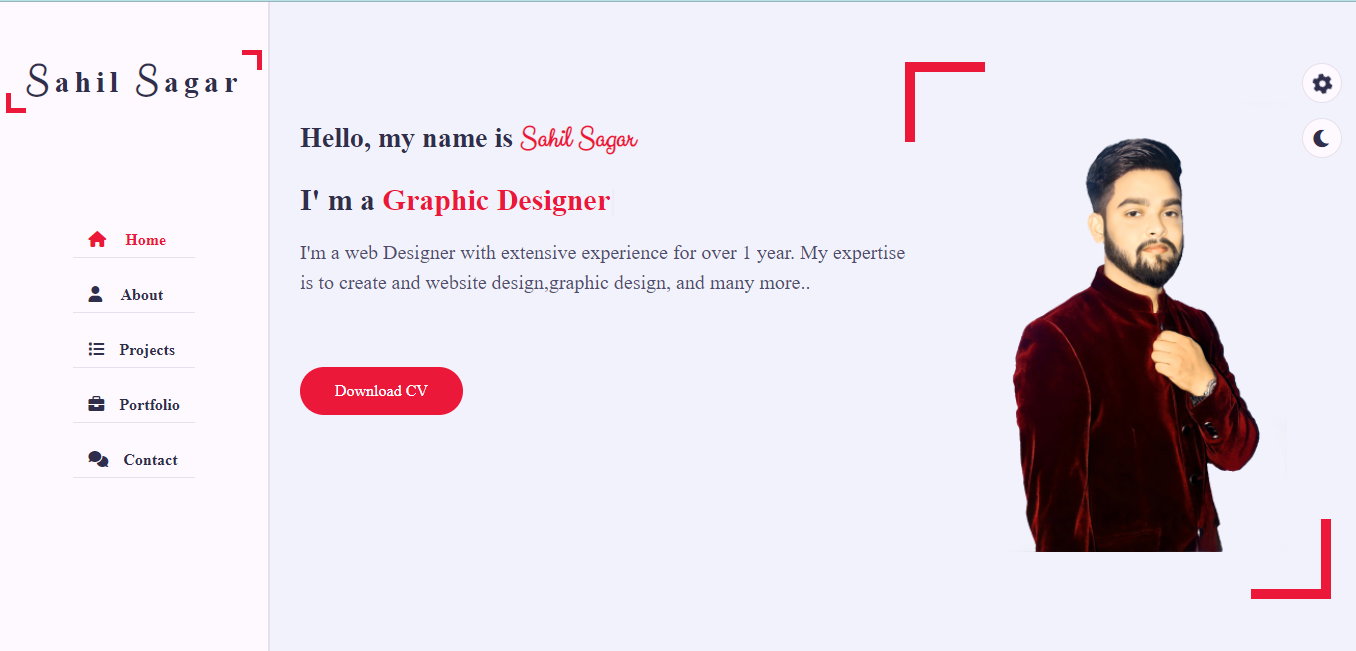 Sahil Sagar
Home
About
Projects
Portfolio
Contact
Hello, my name is Sahil Sagar
I' m a Graphic Designer
I'm a web Designer with extensive experience for over 1 year. My expertise
is to create and website design,graphic design, and many more..
Download CV